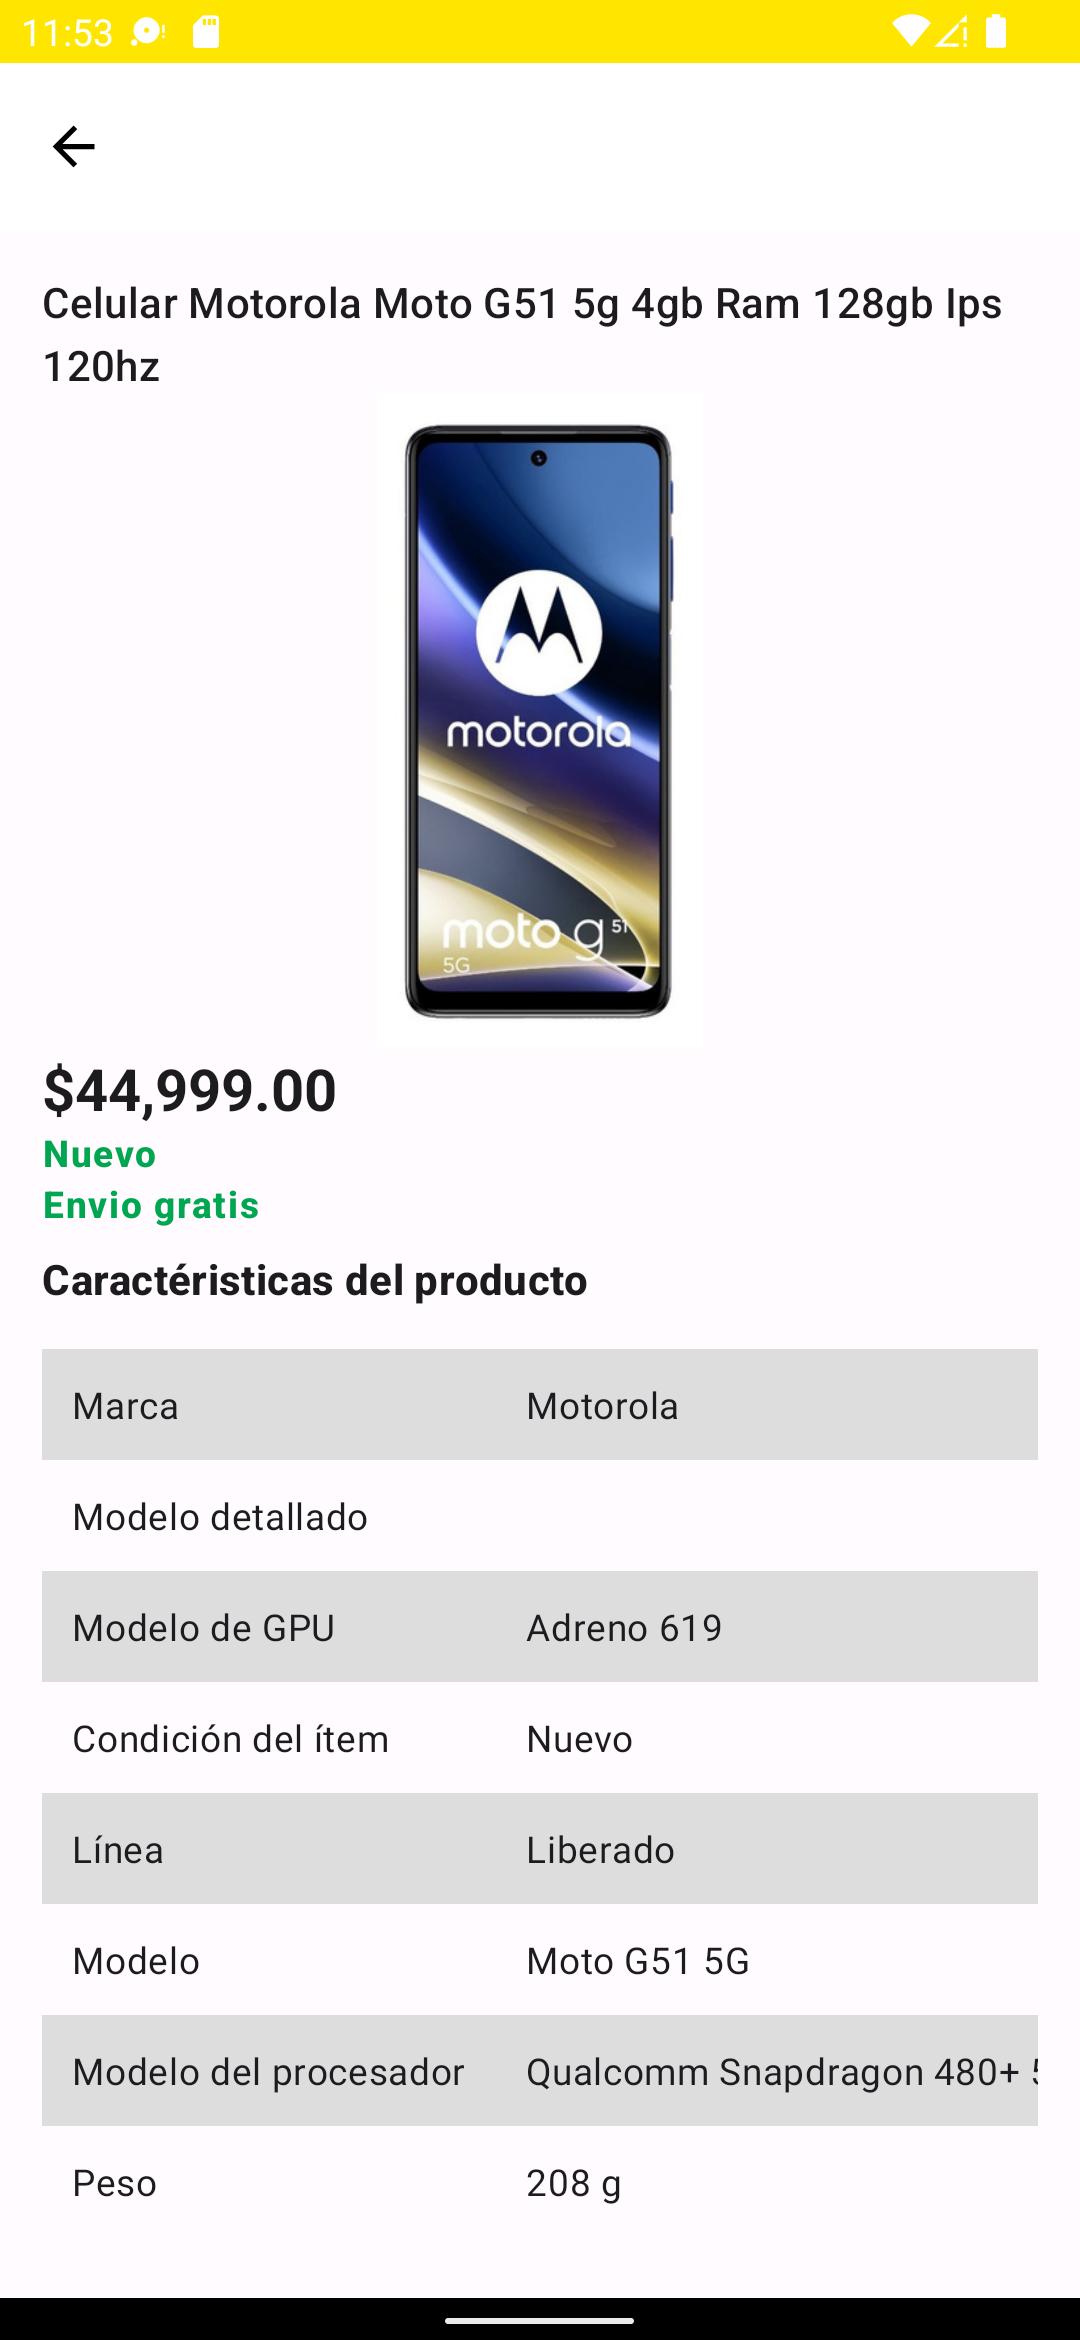 11:53
Celular Motorola Moto G51 5g 4gb Ram 128gb Ips
120hz
motorola
moto g 51
5G
$44,999.00
Nuevo
Envio gratis
Caractéristicas del producto
Marca Motorola
Modelo detallado
Modelo de GPU Adreno 619
Condición del ítem Nuevo
Línea Liberado
Modelo Moto G51 5G
Modelo del procesador Qualcomm Snapdragon 480+
Peso 208 g